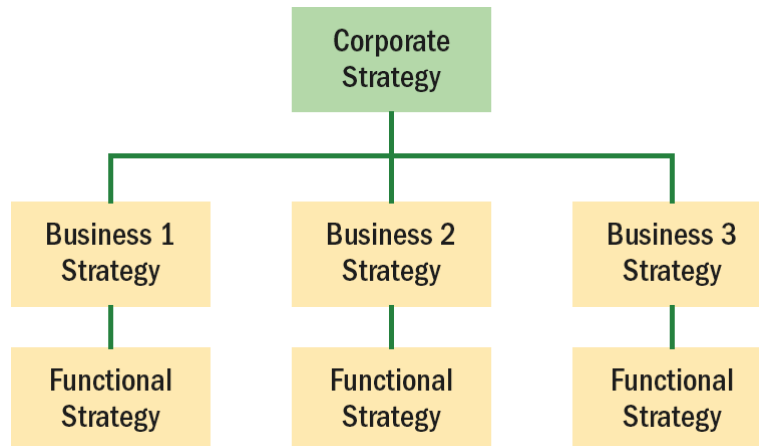 Corporate
Strategy
Business 1
Strategy
Business 2
Strategy
Business 3
Strategy
Functional
Strategy
Functional
Strategy
Functional
Strategy